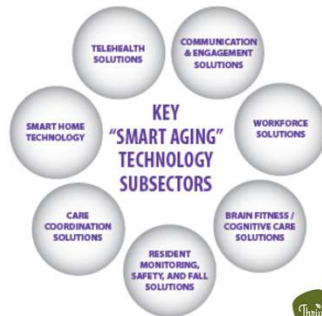 KEY
"SMART AGING"
TECHNOLOGY
SUBSECTORS
TELEHEALTH
SOLUTIONS
COMMUNICATION
& ENGAGEMENT
SOLUTIONS
WORKFORCE
SOLUTIONS
BRAIN FITNESS /
COGNITIVE CARE
SOLUTIONS
RESIDENT
MONITORING,
SAFETY, AND FALL
SOLUTIONS
CARE
COORDINATION
SOLUTIONS
SMART HOME
TECHNOLOGY